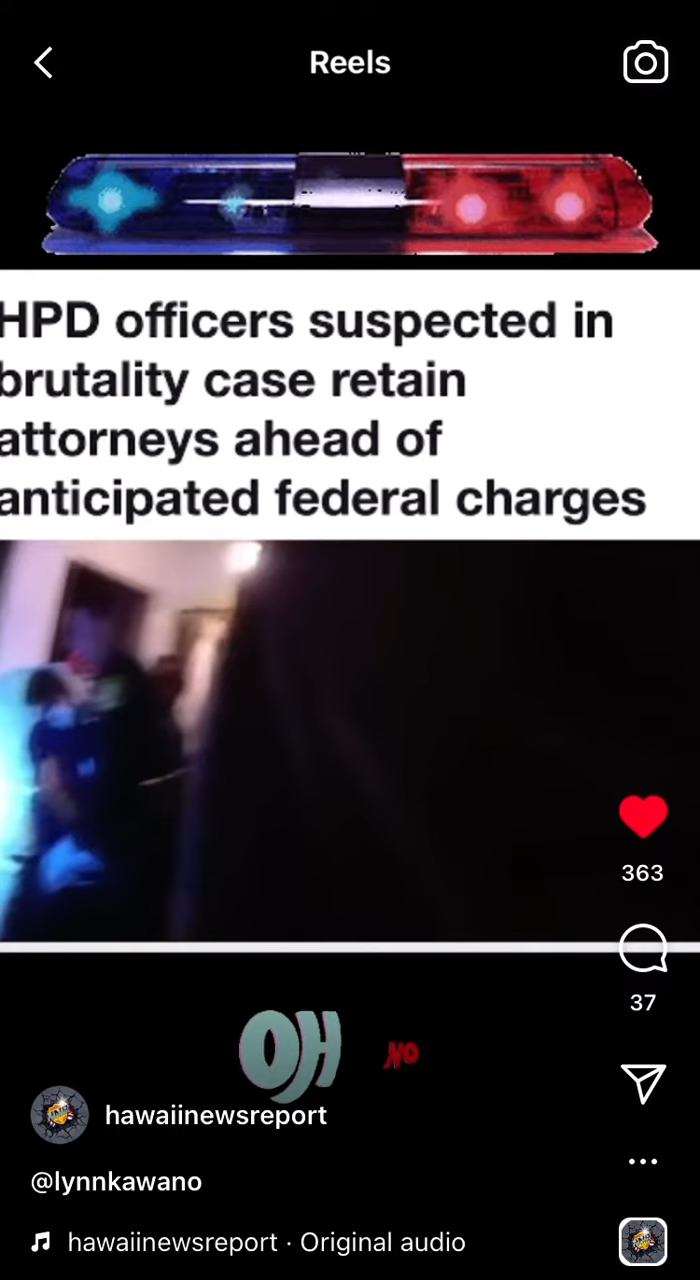 Reels
HPD officers suspected in
brutality case retain
attorneys ahead of
anticipated federal charges
363
37
OH
NO
hawaiinewsreport
@lynnkawano
hawaiinewsreport · Original audio